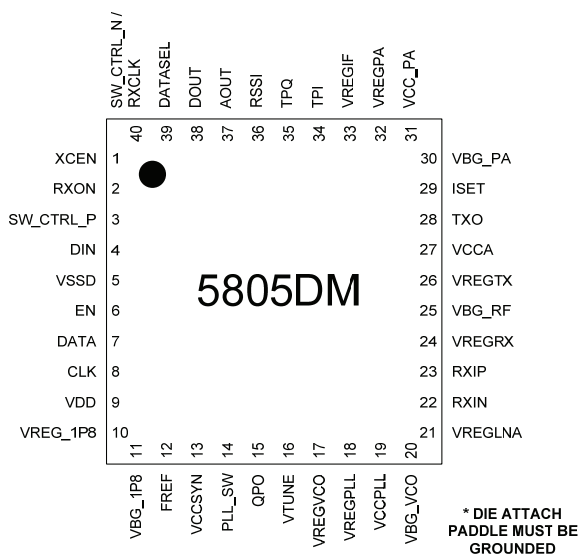 SW_CTRL_N /
RXCLK
DATASEL
DOUT
AOUT
RSSI
TPQ
TPI
VREGIF
VREGPA
VCC_PA
40 39 38 37 36 35 34 33 32 31
XCEN 1
RXON 2
SW_CTRL_P 3
DIN 4
VSSD 5
EN 6
DATA 7
CLK 8
VDD 9
VREG_1P8 10
5805DM
30 VBG_PA
29 ISET
28 TXO
27 VCCA
26 VREGTX
25 VBG_RF
24 VREGRX
23 RXIP
22 RXIN
21 VREGLNA
11 12 13 14 15 16 17 18 19 20
VBG_1P8
FREF
VCCSYN
PLL_SW
QPO
VTUNE
VREGVCO
VREGPLL
VCCPLL
VBG_VCO
* DIE ATTACH
PADDLE MUST BE
GROUNDED